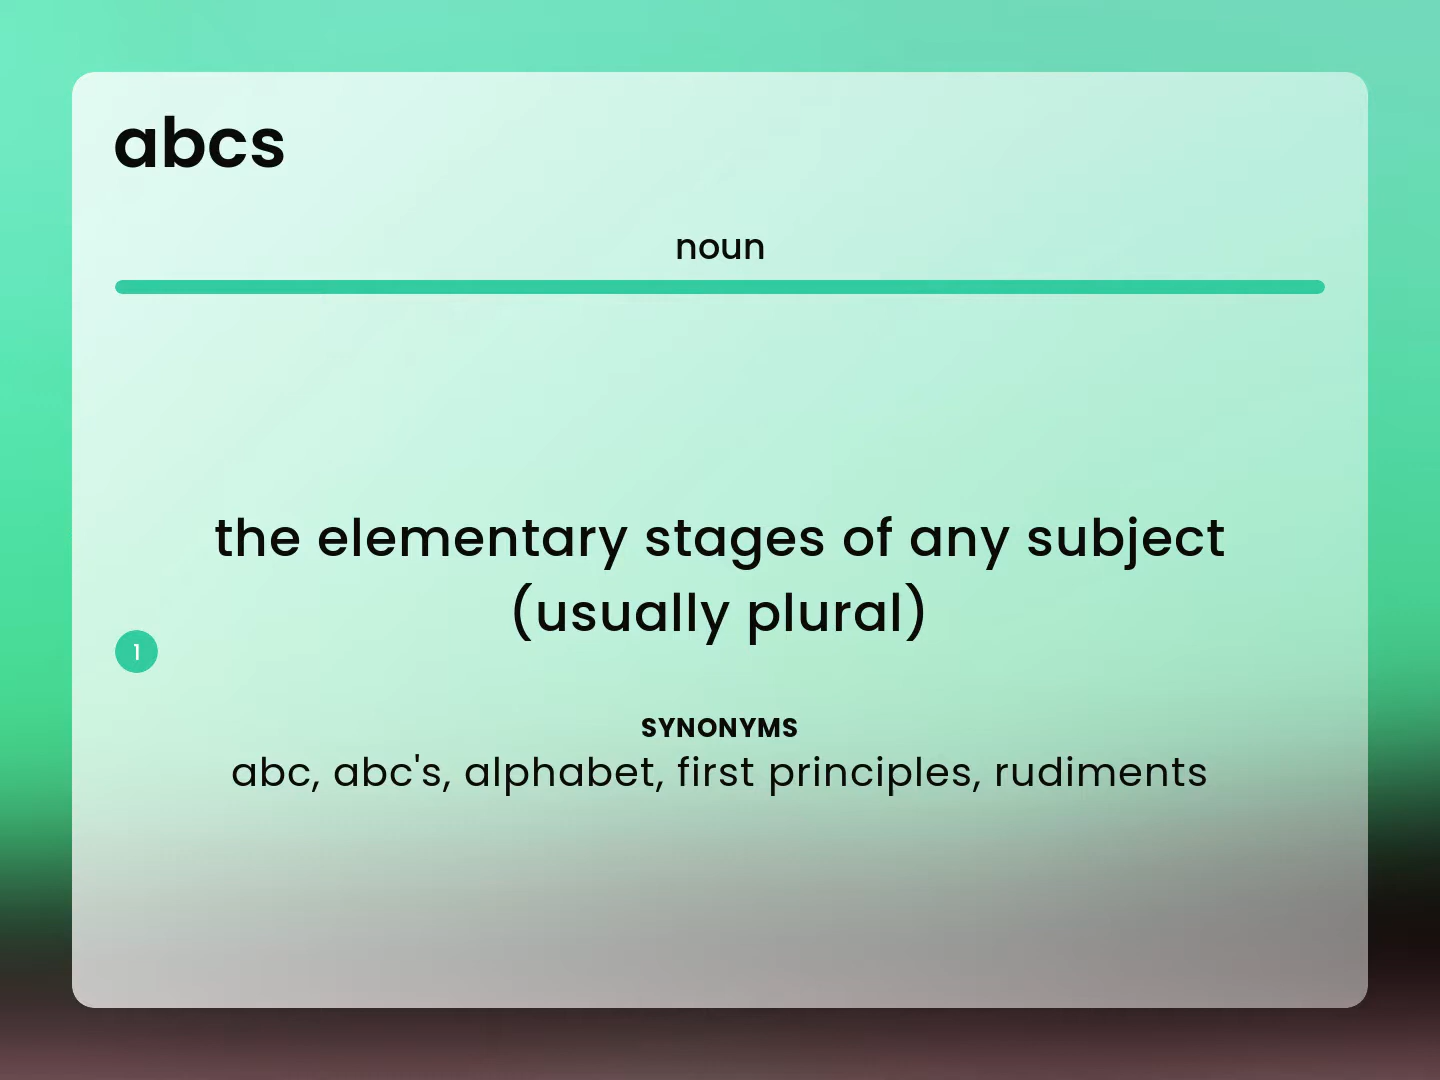 abcs
noun
the elementary stages of any subject
(usually plural)
1
SYNONYMS
abc, abc's, alphabet, first principles, rudiments